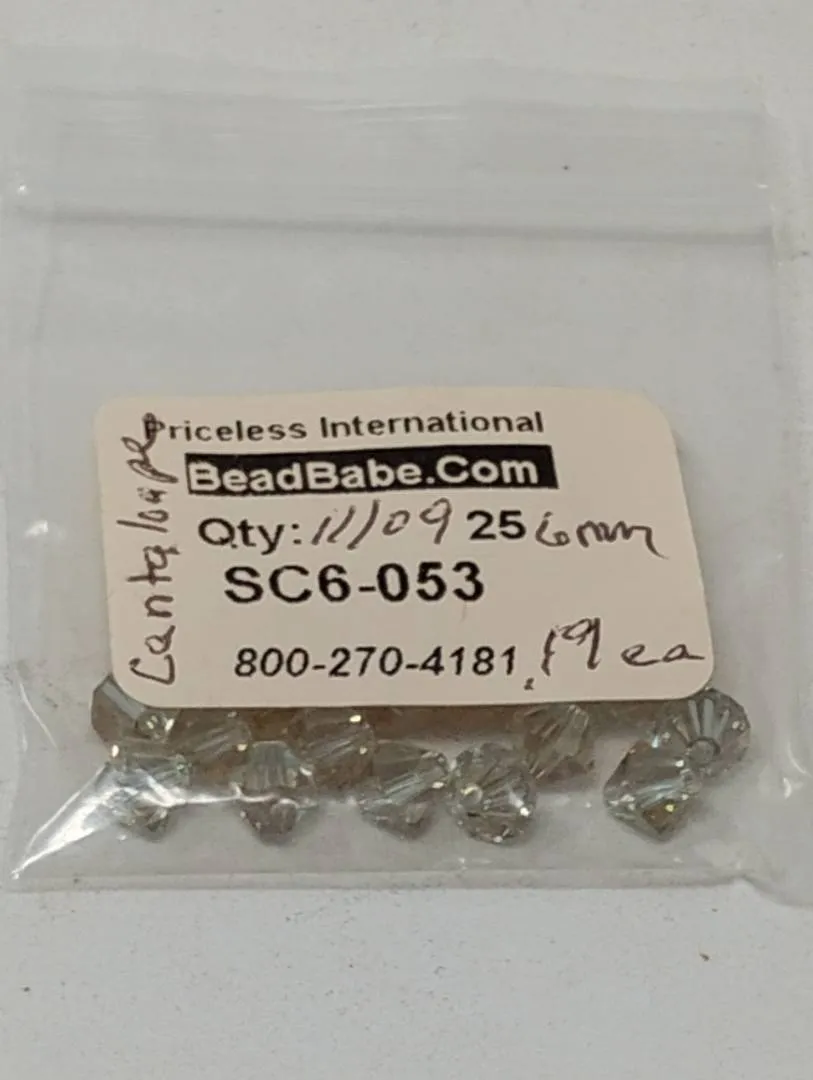 Priceless International
BeadBabe.Com
Qty: 11/09 25 6mm
SC6-053
800-270-4181 .19 ea
Cantaloupe